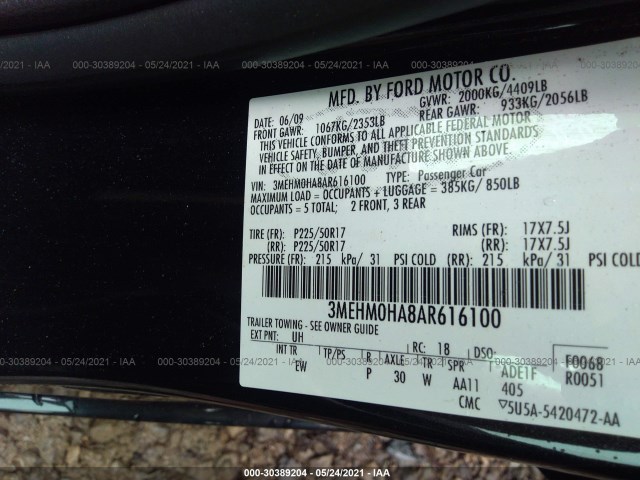 000-30389204 - 05/24/2021 - IAA
MFD. BY FORD MOTOR CO.
DATE: 06/09 GVWR: 2000KG/4409LB
FRONT GAWR: 1067KG/2353LB REAR GAWR: 933KG/2056LB
THIS VEHICLE CONFORMS TO ALL APPLICABLE FEDERAL MOTOR
VEHICLE SAFETY, BUMPER, AND THEFT PREVENTION STANDARDS
IN EFFECT ON THE DATE OF MANUFACTURE SHOWN ABOVE.
VIN: 3MEHM0HA8AR616100 TYPE: Passenger Car
MAXIMUM LOAD = OCCUPANTS + LUGGAGE = 385KG/ 850LB
OCCUPANTS = 5 TOTAL; 2 FRONT, 3 REAR
TIRE (FR): P225/50R17 RIMS (FR): 17X7.5J
(RR): P225/50R17 (RR): 17X7.5J
PRESSURE (FR): 215 kPa/ 31 PSI COLD (RR): 215 kPa/ 31 PSI COLD
3MEHM0HA8AR616100
TRAILER TOWING - SEE OWNER GUIDE
EXT PNT: UH RC: 18 DSO: F0068
INT TR TP/PS R AXLE TR SPR ADETF R0051
EW P 30 W AA11 405
CMC 5U5A-5420472-AA
000-30389204 - 05/24/2021 - IAA